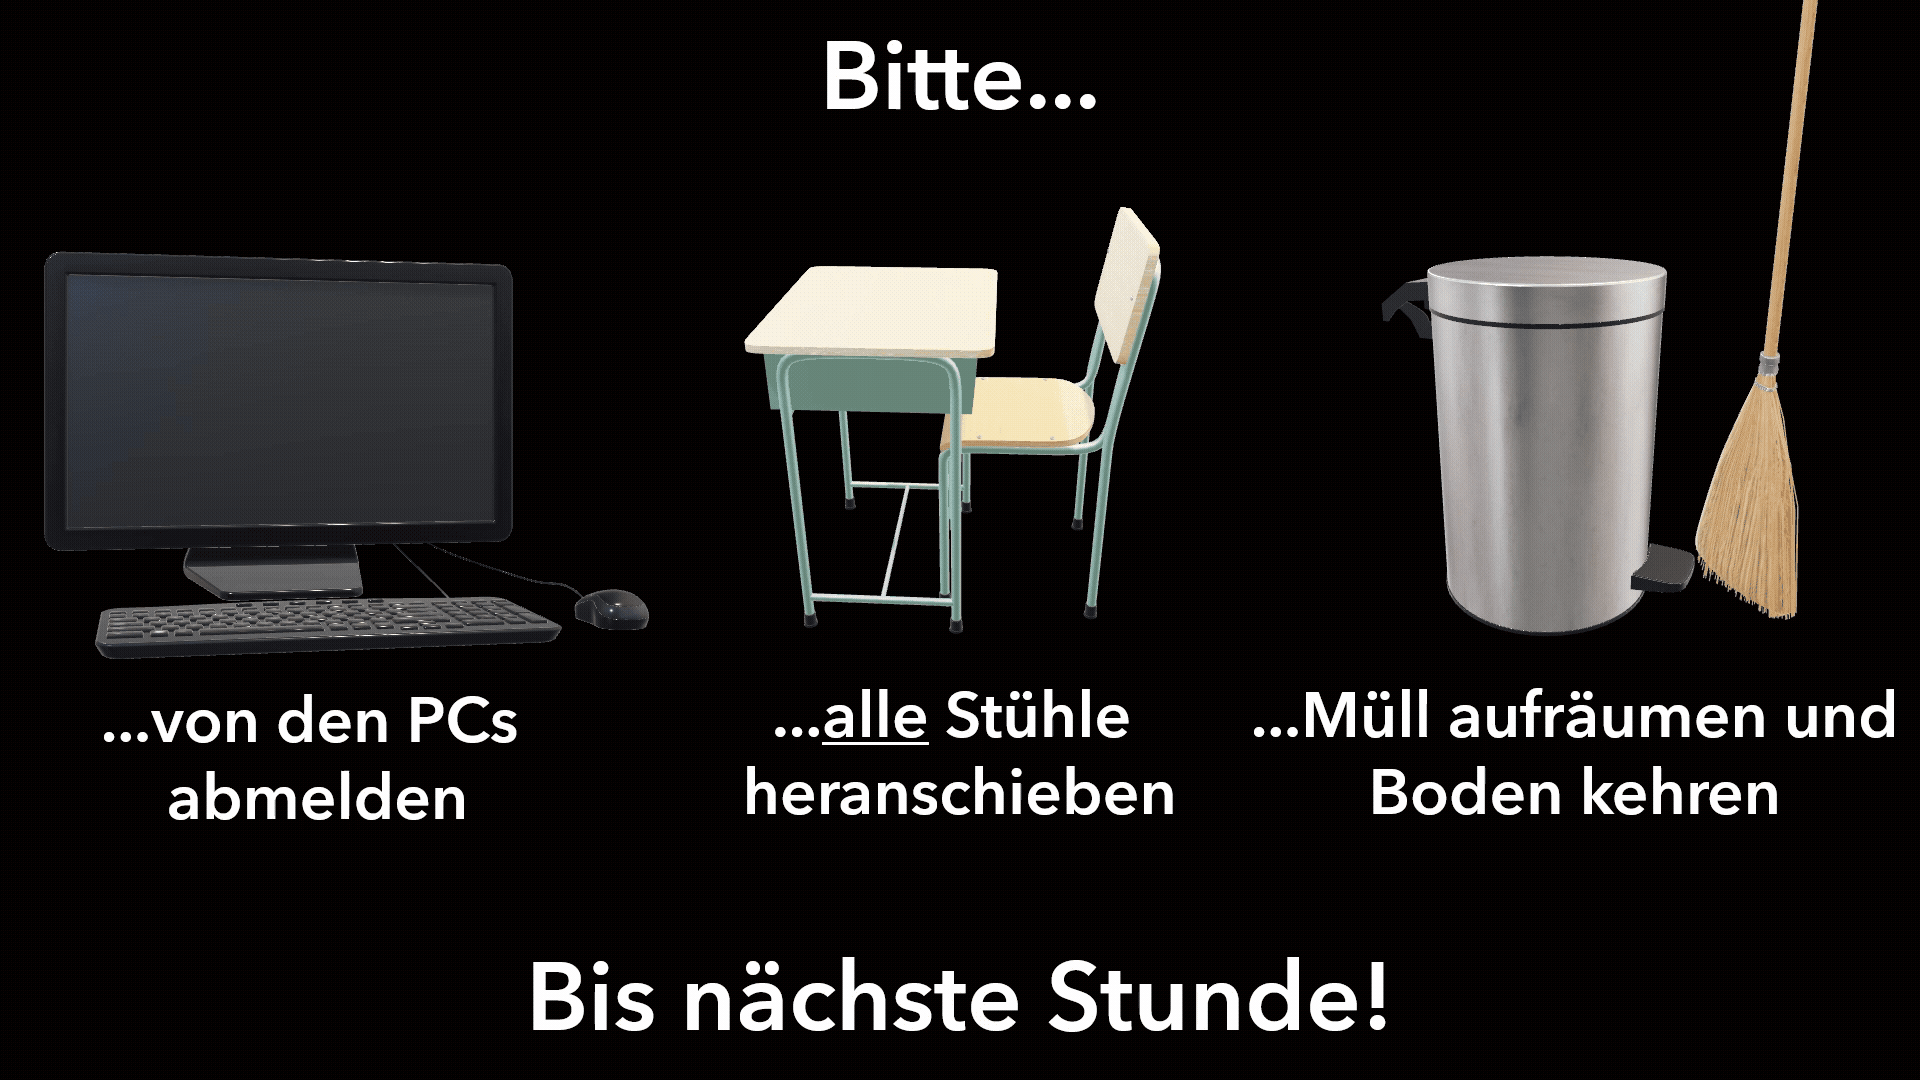 Bitte...
...von den PCs
abmelden
...alle Stühle
heranschieben
...Müll aufräumen und
Boden kehren
Bis nächste Stunde!